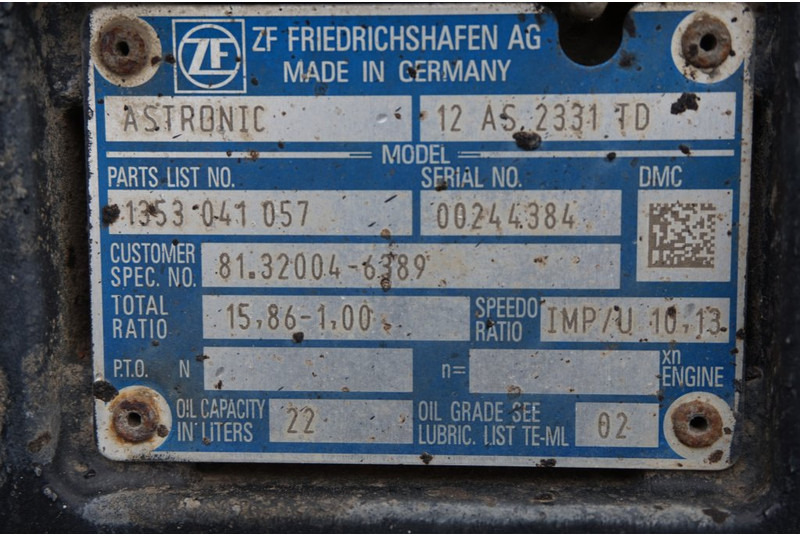 ZF
ZF FRIEDRICHSHAFEN AG
MADE IN GERMANY
ASTRONIC 12 AS 2331 TD
MODEL
PARTS LIST NO. SERIAL NO. DMC
1353 041 057 00244384
CUSTOMER SPEC. NO. 81.32004-6389
TOTAL RATIO 15,86-1,00 SPEEDO RATIO IMP/U 10,13
P.T.O. N n= xn ENGINE
OIL CAPACITY IN LITERS 22 OIL GRADE SEE LUBRIC. LIST TE-ML 02